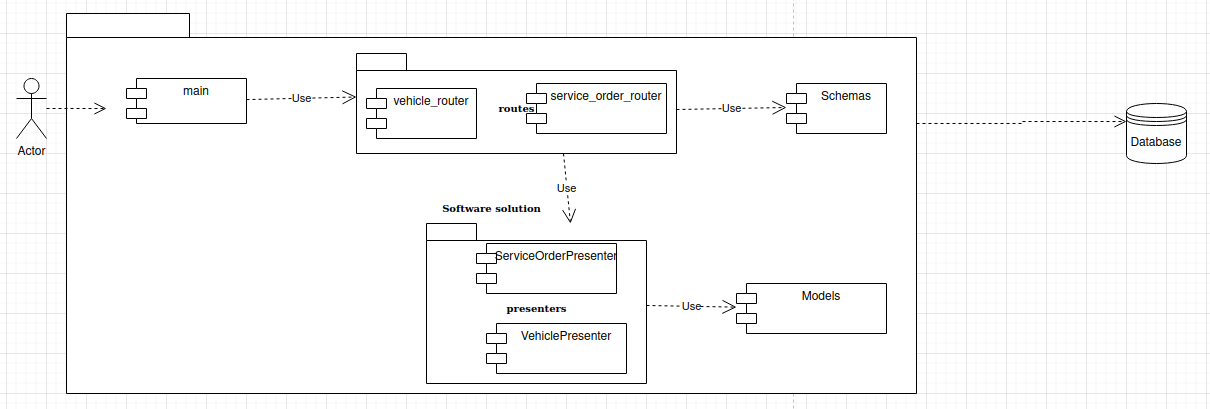 main
Use
vehicle_router
routes
service_order_router
Use
Schemas
Actor
Database
Use
Software solution
ServiceOrderPresenter
presenters
Use
Models
VehiclePresenter